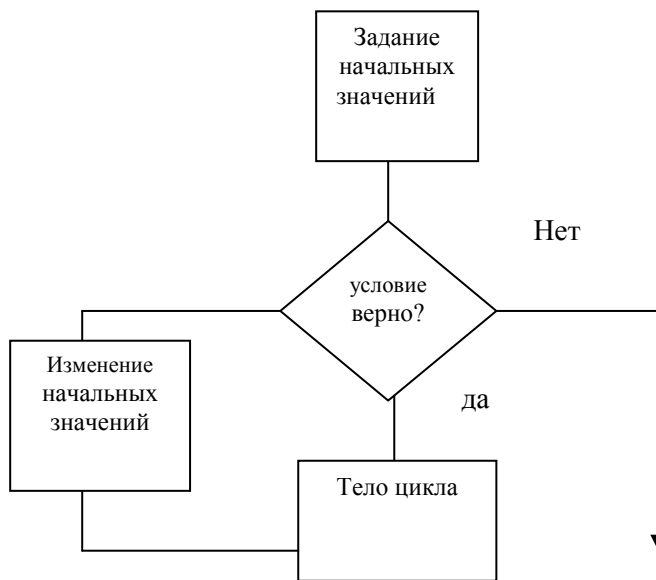 Задание
начальных
значений
Нет
условие
верно?
Изменение
начальных
значений
да
Тело цикла